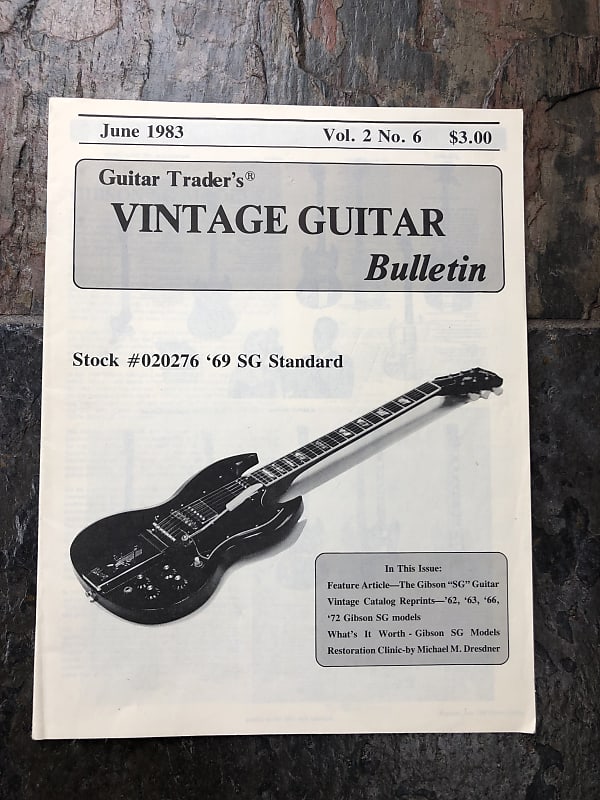 June 1983 Vol. 2 No. 6 $3.00
Guitar Trader's®
VINTAGE GUITAR
Bulletin
Stock #020276 ‘69 SG Standard
In This Issue:
Feature Article—The Gibson “SG” Guitar
Vintage Catalog Reprints—’62, ‘63, ‘66,
‘72 Gibson SG models
What's It Worth - Gibson SG Models
Restoration Clinic-by Michael M. Dresdner